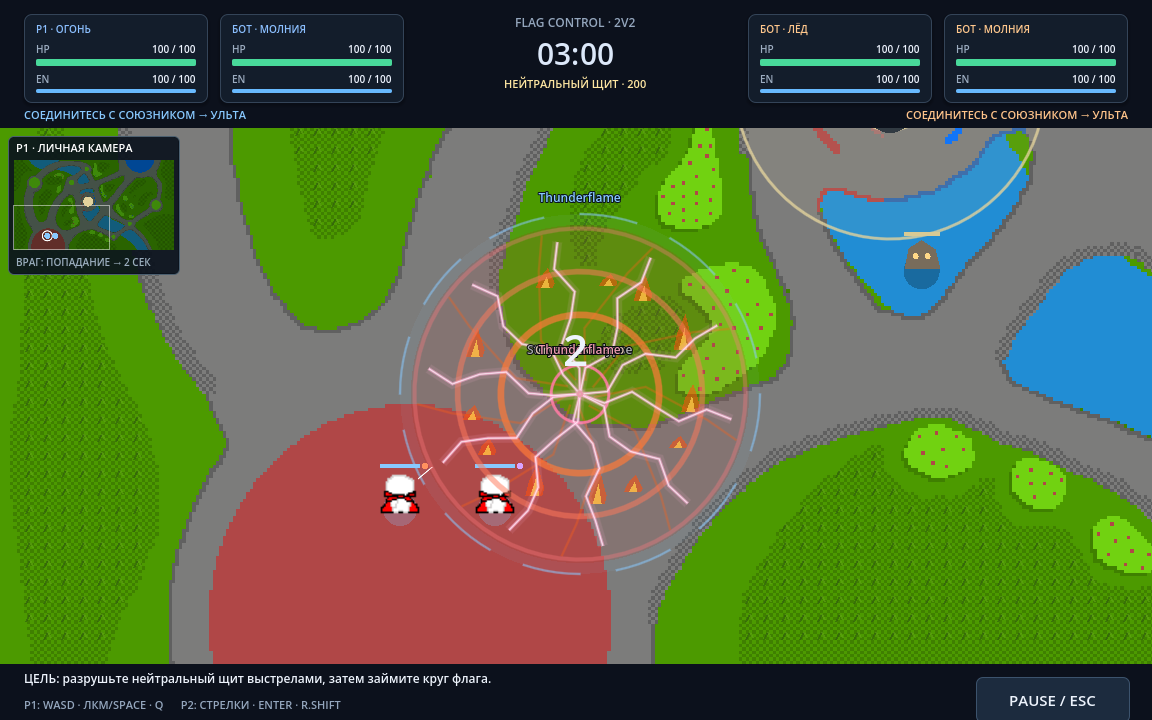 P1 · ОГОНЬ
HP 100 / 100
EN 100 / 100
БОТ · МОЛНИЯ
HP 100 / 100
EN 100 / 100
FLAG CONTROL · 2V2
03:00
НЕЙТРАЛЬНЫЙ ЩИТ · 200
БОТ · ЛЁД
HP 100 / 100
EN 100 / 100
БОТ · МОЛНИЯ
HP 100 / 100
EN 100 / 100
СОЕДИНИТЕСЬ С СОЮЗНИКОМ → УЛЬТА
СОЕДИНИТЕСЬ С СОЮЗНИКОМ → УЛЬТА
P1 · ЛИЧНАЯ КАМЕРА
ВРАГ: ПОПАДАНИЕ → 2 СЕК
Thunderflame
2
Thunderflame
ЦЕЛЬ: разрушьте нейтральный щит выстрелами, затем займите круг флага.
P1: WASD · ЛКМ/SPACE · Q P2: СТРЕЛКИ · ENTER · R.SHIFT
PAUSE / ESC